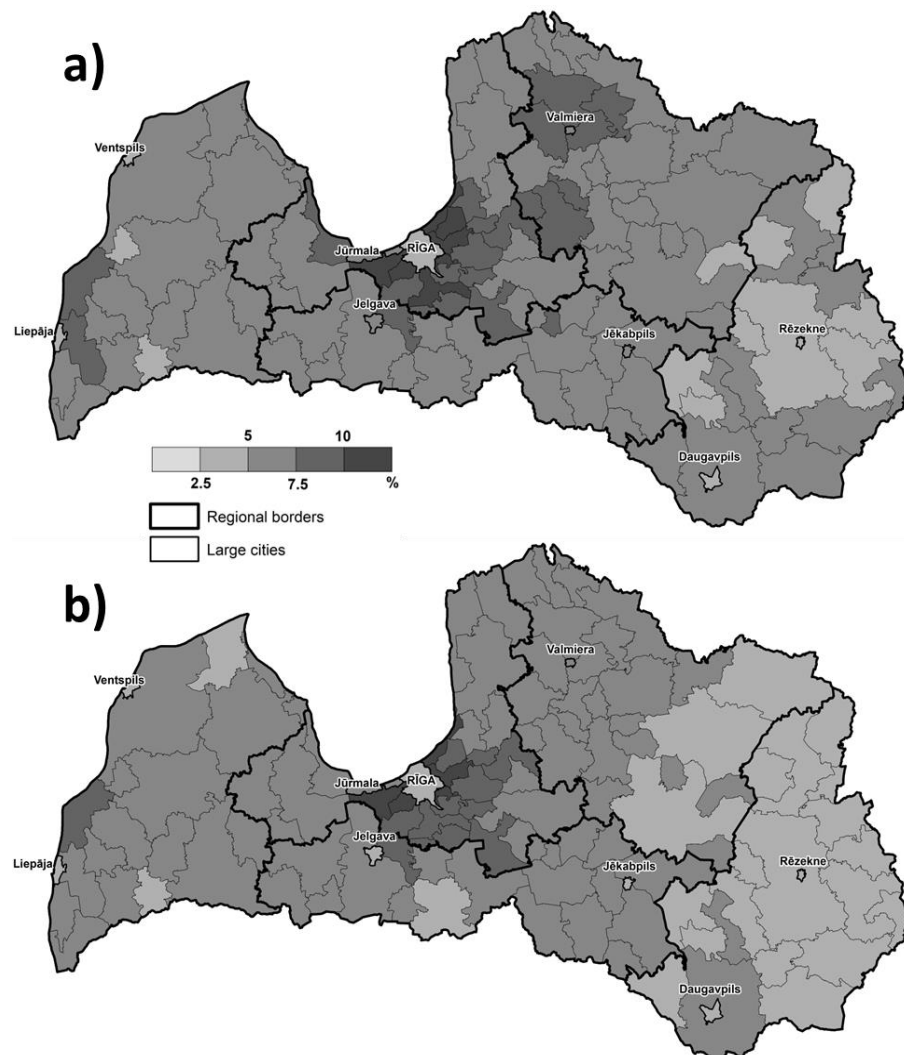 a)
Valmiera
Ventspils
Jūrmala
RĪGA
Jelgava
Liepāja
Jēkabpils
Rēzekne
5 10
2.5 7.5 %
Daugavpils
Regional borders
Large cities
b)
Valmiera
Ventspils
Jūrmala
RĪGA
Jelgava
Liepāja
Jēkabpils
Rēzekne
Daugavpils